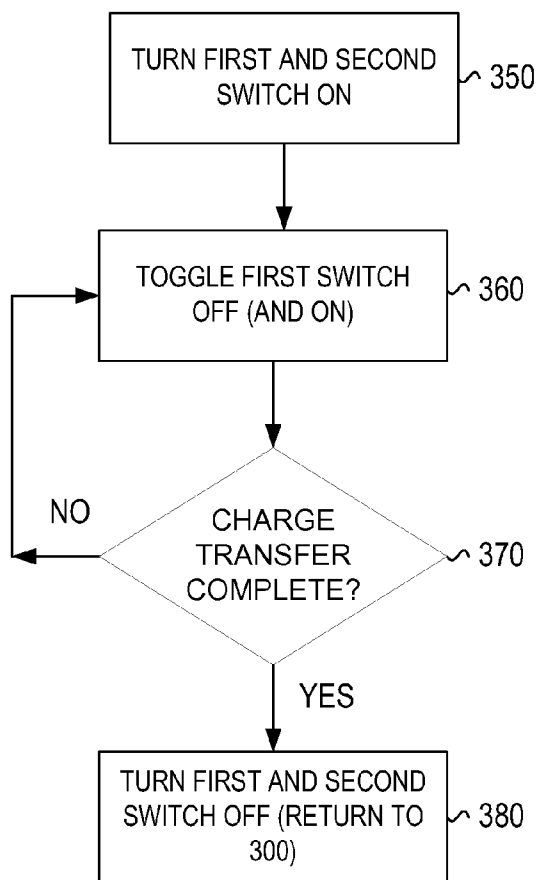 TURN FIRST AND SECOND
SWITCH ON
350
TOGGLE FIRST SWITCH
OFF (AND ON)
360
NO
CHARGE
TRANSFER
COMPLETE?
370
YES
TURN FIRST AND SECOND
SWITCH OFF (RETURN TO
300)
380